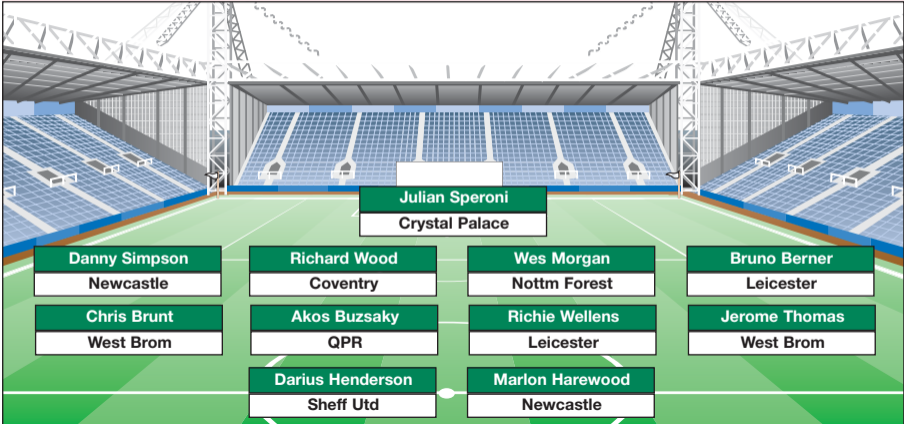 Julian Speroni
Crystal Palace
Danny Simpson
Newcastle
Richard Wood
Coventry
Wes Morgan
Nottm Forest
Bruno Berner
Leicester
Chris Brunt
West Brom
Akos Buzsaky
QPR
Richie Wellens
Leicester
Jerome Thomas
West Brom
Darius Henderson
Sheff Utd
Marlon Harewood
Newcastle